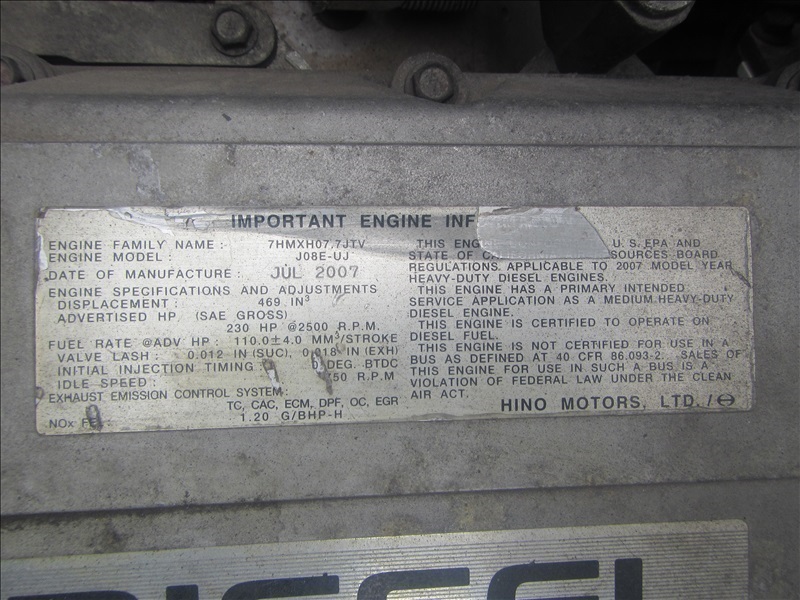 IMPORTANT ENGINE INF
ENGINE FAMILY NAME : 7HMXH07.7JTV
ENGINE MODEL : J08E-UJ
DATE OF MANUFACTURE : JUL 2007
ENGINE SPECIFICATIONS AND ADJUSTMENTS
DISPLACEMENT : 469 IN³
ADVERTISED HP. (SAE GROSS)
230 HP @2500 R.P.M.
FUEL RATE @ADV HP : 110.0±4.0 MM³/STROKE
VALVE LASH : 0.012 IN (SUC), 0.018 IN (EXH)
INITIAL INJECTION TIMING DEG. BTDC
IDLE SPEED : R.P.M
EXHAUST EMISSION CONTROL SYSTEM :
TC, CAC, ECM, DPF, OC, EGR
NOx 1.20 G/BHP-H
THIS ENG U.S. EPA AND
STATE OF CA SOURCES BOARD
REGULATIONS. APPLICABLE TO 2007 MODEL YEAR
HEAVY-DUTY DIESEL ENGINES.
THIS ENGINE HAS A PRIMARY INTENDED
SERVICE APPLICATION AS A MEDIUM HEAVY-DUTY
DIESEL ENGINE.
THIS ENGINE IS CERTIFIED TO OPERATE ON
DIESEL FUEL.
THIS ENGINE IS NOT CERTIFIED FOR USE IN A
BUS AS DEFINED AT 40 CFR 86.093-2. SALES OF
THIS ENGINE FOR USE IN SUCH A BUS IS A
VIOLATION OF FEDERAL LAW UNDER THE CLEAN
AIR ACT.
HINO MOTORS, LTD./
DIESEL